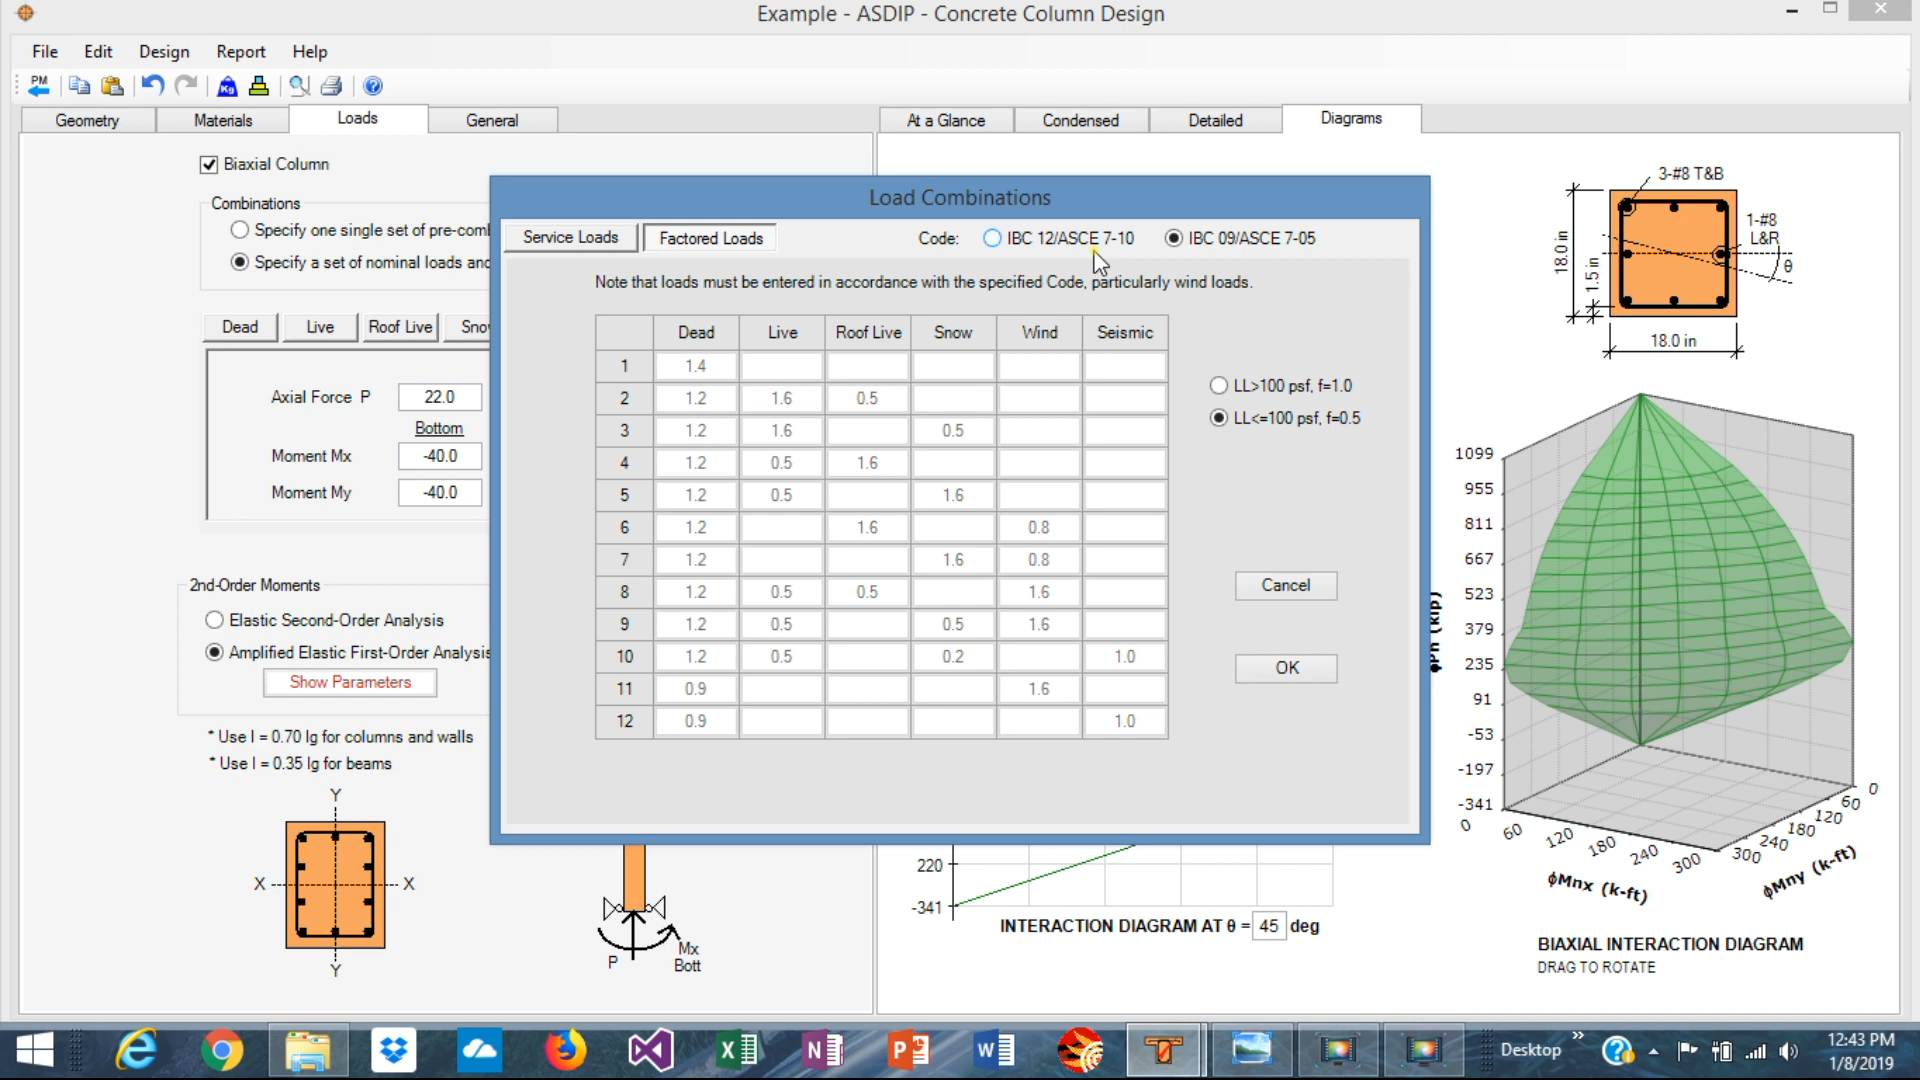 Example - ASDIP - Concrete Column Design
File Edit Design Report Help
PM
Kg
Geometry Materials Loads General
At a Glance Condensed Detailed Diagrams
Biaxial Column
Combinations
Specify one single set of pre-coml
Specify a set of nominal loads and
Dead Live Roof Live Snov
Axial Force P 22.0
Bottom
Moment Mx -40.0
Moment My -40.0
2nd-Order Moments
Elastic Second-Order Analysis
Amplified Elastic First-Order Analysis
Show Parameters
* Use I = 0.70 Ig for columns and walls
* Use I = 0.35 Ig for beams
Y
X X
Y
P
Mx
Bott
Load Combinations
Service Loads Factored Loads Code: IBC 12/ASCE 7-10 IBC 09/ASCE 7-05
Note that loads must be entered in accordance with the specified Code, particularly wind loads.
Dead Live Roof Live Snow Wind Seismic
1 1.4
2 1.2 1.6 0.5
3 1.2 1.6 0.5
4 1.2 0.5 1.6
5 1.2 0.5 1.6
6 1.2 1.6 0.8
7 1.2 1.6 0.8
8 1.2 0.5 0.5 1.6
9 1.2 0.5 0.5 1.6
10 1.2 0.5 0.2 1.0
11 0.9 1.6
12 0.9 1.0
LL>100 psf, f=1.0
LL<=100 psf, f=0.5
Cancel
OK
3-#8 T&B
1-#8
L&R
θ
18.0 in
1.5 in
18.0 in
1099
955
811
667
523
379
235
91
-53
-197
-341
ϕPn (kip)
0 60 120 180 240 300
ϕMnx (k-ft)
300 240 180 120 60 0
ϕMny (k-ft)
BIAXIAL INTERACTION DIAGRAM
DRAG TO ROTATE
220
-341
INTERACTION DIAGRAM AT θ = 45 deg
Desktop
12:43 PM
1/8/2019